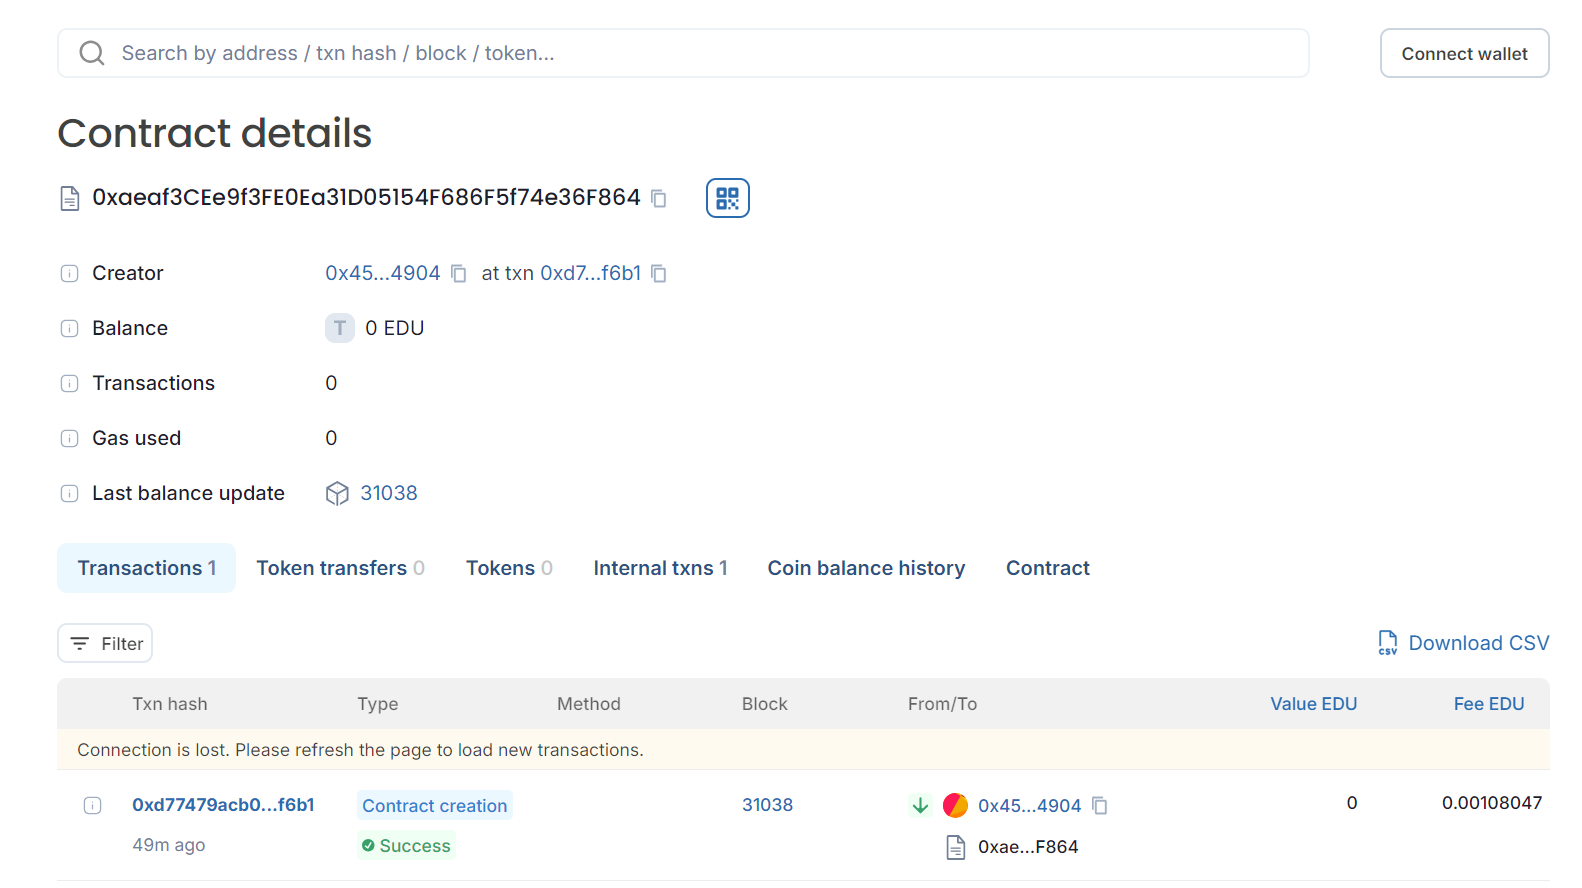 Search by address / txn hash / block / token...
Connect wallet
Contract details
0xaeaf3CEe9f3FE0Ea31D05154F686F5f74e36F864
Creator 0x45...4904 at txn 0xd7...f6b1
Balance T 0 EDU
Transactions 0
Gas used 0
Last balance update 31038
Transactions 1 Token transfers 0 Tokens 0 Internal txns 1 Coin balance history Contract
Filter
CSV Download CSV
Txn hash Type Method Block From/To Value EDU Fee EDU
Connection is lost. Please refresh the page to load new transactions.
0xd77479acb0...f6b1 Contract creation 31038 0x45...4904 0 0.00108047
49m ago Success 0xae...F864